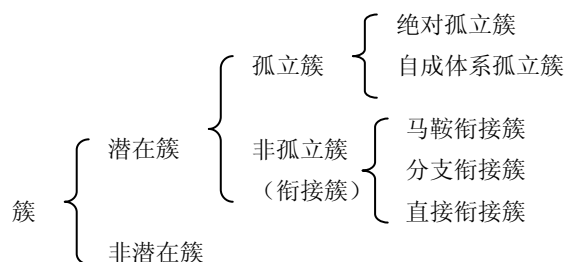 绝对孤立簇
孤立簇
自成体系孤立簇
马鞍衔接簇
潜在簇
非孤立簇
分支衔接簇
（衔接簇）
直接衔接簇
簇
非潜在簇